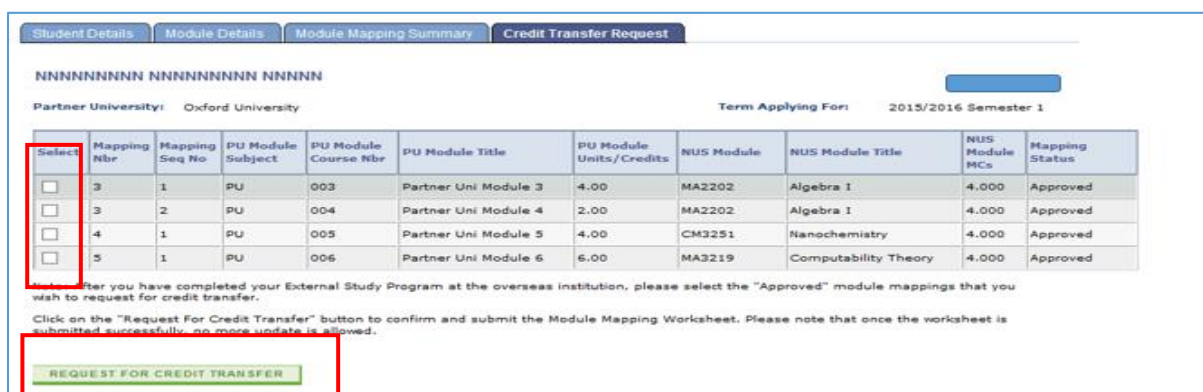 Student Details Module Details Module Mapping Summary Credit Transfer Request
NNNNNNNNN NNNNNNNNN NNNNN
Partner University: Oxford University Term Applying For: 2015/2016 Semester 1
Select Mapping Nbr Mapping Seq No PU Module Subject PU Module Course Nbr PU Module Title PU Module Units/Credits NUS Module NUS Module Title NUS Module MCs Mapping Status
3 1 PU 003 Partner Uni Module 3 4.00 MA2202 Algebra I 4.000 Approved
3 2 PU 004 Partner Uni Module 4 2.00 MA2202 Algebra I 4.000 Approved
4 1 PU 005 Partner Uni Module 5 4.00 CM3251 Nanochemistry 4.000 Approved
5 1 PU 006 Partner Uni Module 6 6.00 MA3219 Computability Theory 4.000 Approved
Note: After you have completed your External Study Program at the overseas institution, please select the "Approved" module mappings that you
wish to request for credit transfer.
Click on the "Request For Credit Transfer" button to confirm and submit the Module Mapping Worksheet. Please note that once the worksheet is
submitted successfully, no more update is allowed.
REQUEST FOR CREDIT TRANSFER